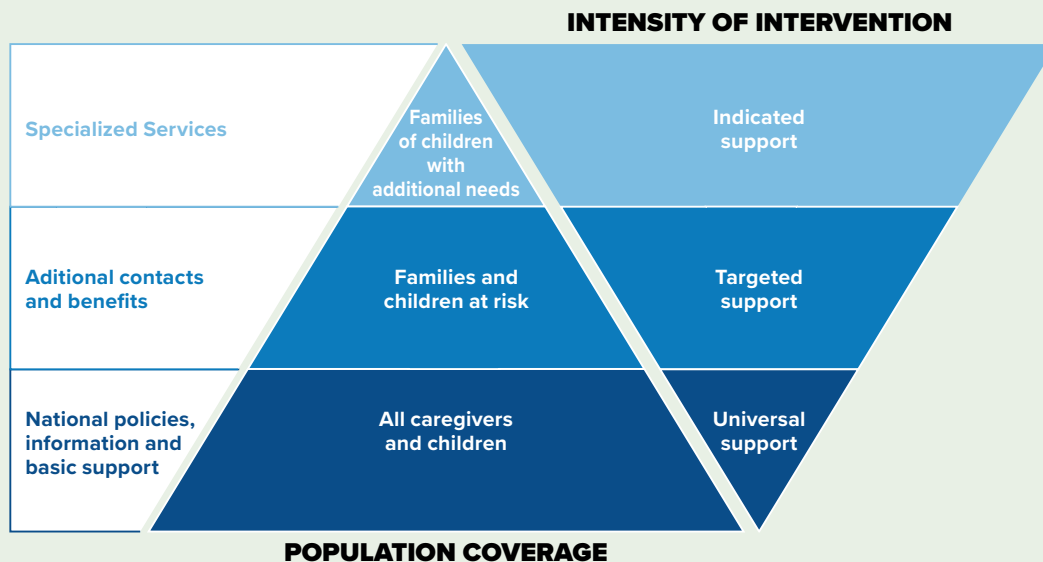 INTENSITY OF INTERVENTION
Specialized Services
Families
of children
with
additional needs
Indicated
support
Aditional contacts
and benefits
Families and
children at risk
Targeted
support
National policies,
information and
basic support
All caregivers
and children
Universal
support
POPULATION COVERAGE